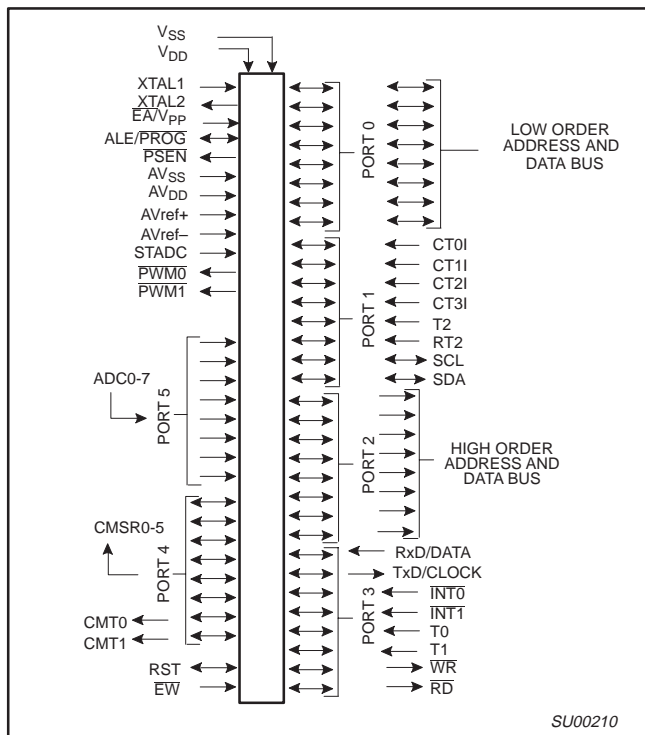 VSS
VDD
XTAL1
XTAL2
EA/VPP
ALE/PROG
PSEN
AVSS
AVDD
AVref+
AVref–
STADC
PWM0
PWM1
ADC0-7
PORT 5
CMSR0-5
PORT 4
CMT0
CMT1
RST
EW
PORT 0
LOW ORDER
ADDRESS AND
DATA BUS
PORT 1
CT0I
CT1I
CT2I
CT3I
T2
RT2
SCL
SDA
PORT 2
HIGH ORDER
ADDRESS AND
DATA BUS
PORT 3
RxD/DATA
TxD/CLOCK
INT0
INT1
T0
T1
WR
RD
SU00210